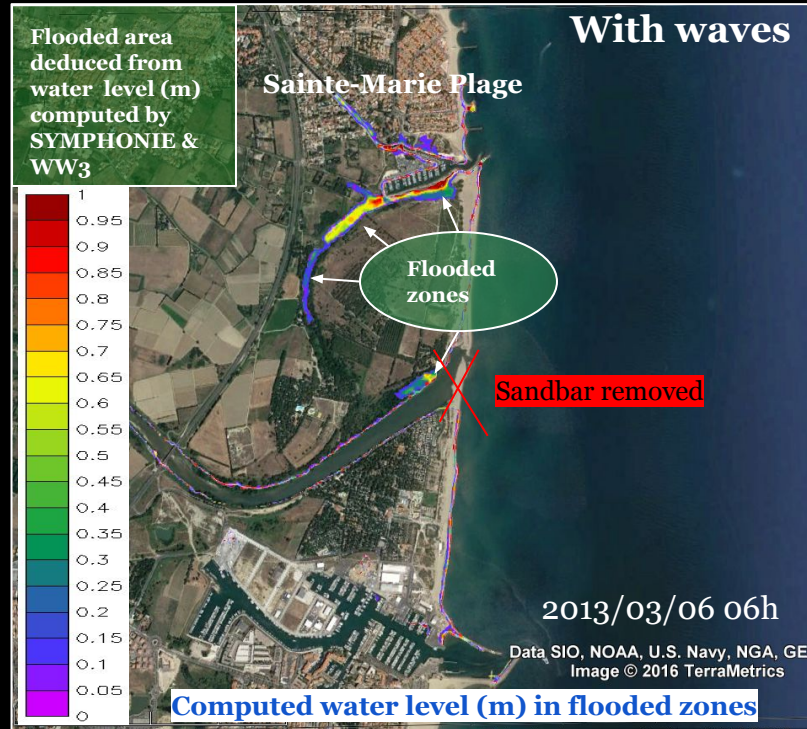 With waves
Flooded area
deduced from
water level (m)
computed by
SYMPHONIE &
WW3
Sainte-Marie Plage
1
0.95
0.9
0.85
0.8
0.75
0.7
0.65
0.6
0.55
0.5
0.45
0.4
0.35
0.3
0.25
0.2
0.15
0.1
0.05
0
Flooded
zones
Sandbar removed
2013/03/06 06h
Data SIO, NOAA, U.S. Navy, NGA, GE
Image © 2016 TerraMetrics
Computed water level (m) in flooded zones